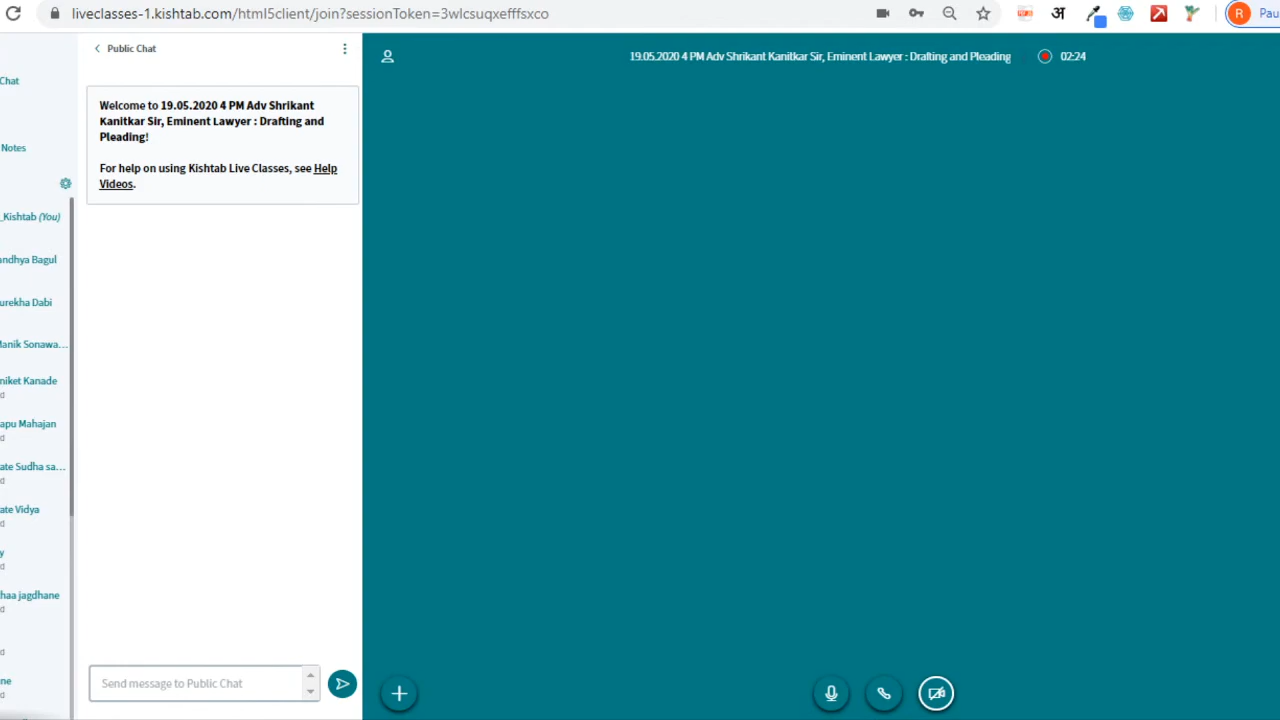 liveclasses-1.kishtab.com/html5client/join?sessionToken=3wlcsuqxefffsxco
अ
R
Pau
Chat
Notes
_Kishtab (You)
andhya Bagul
urekha Dabi
Manik Sonawa...
niket Kanade
d
apu Mahajan
d
ate Sudha sa...
d
ate Vidya
d
y
d
haa jagdhane
d
d
ne
d
Public Chat
Welcome to 19.05.2020 4 PM Adv Shrikant
Kanitkar Sir, Eminent Lawyer : Drafting and
Pleading!
For help on using Kishtab Live Classes, see Help
Videos.
Send message to Public Chat
19.05.2020 4 PM Adv Shrikant Kanitkar Sir, Eminent Lawyer : Drafting and Pleading
02:24